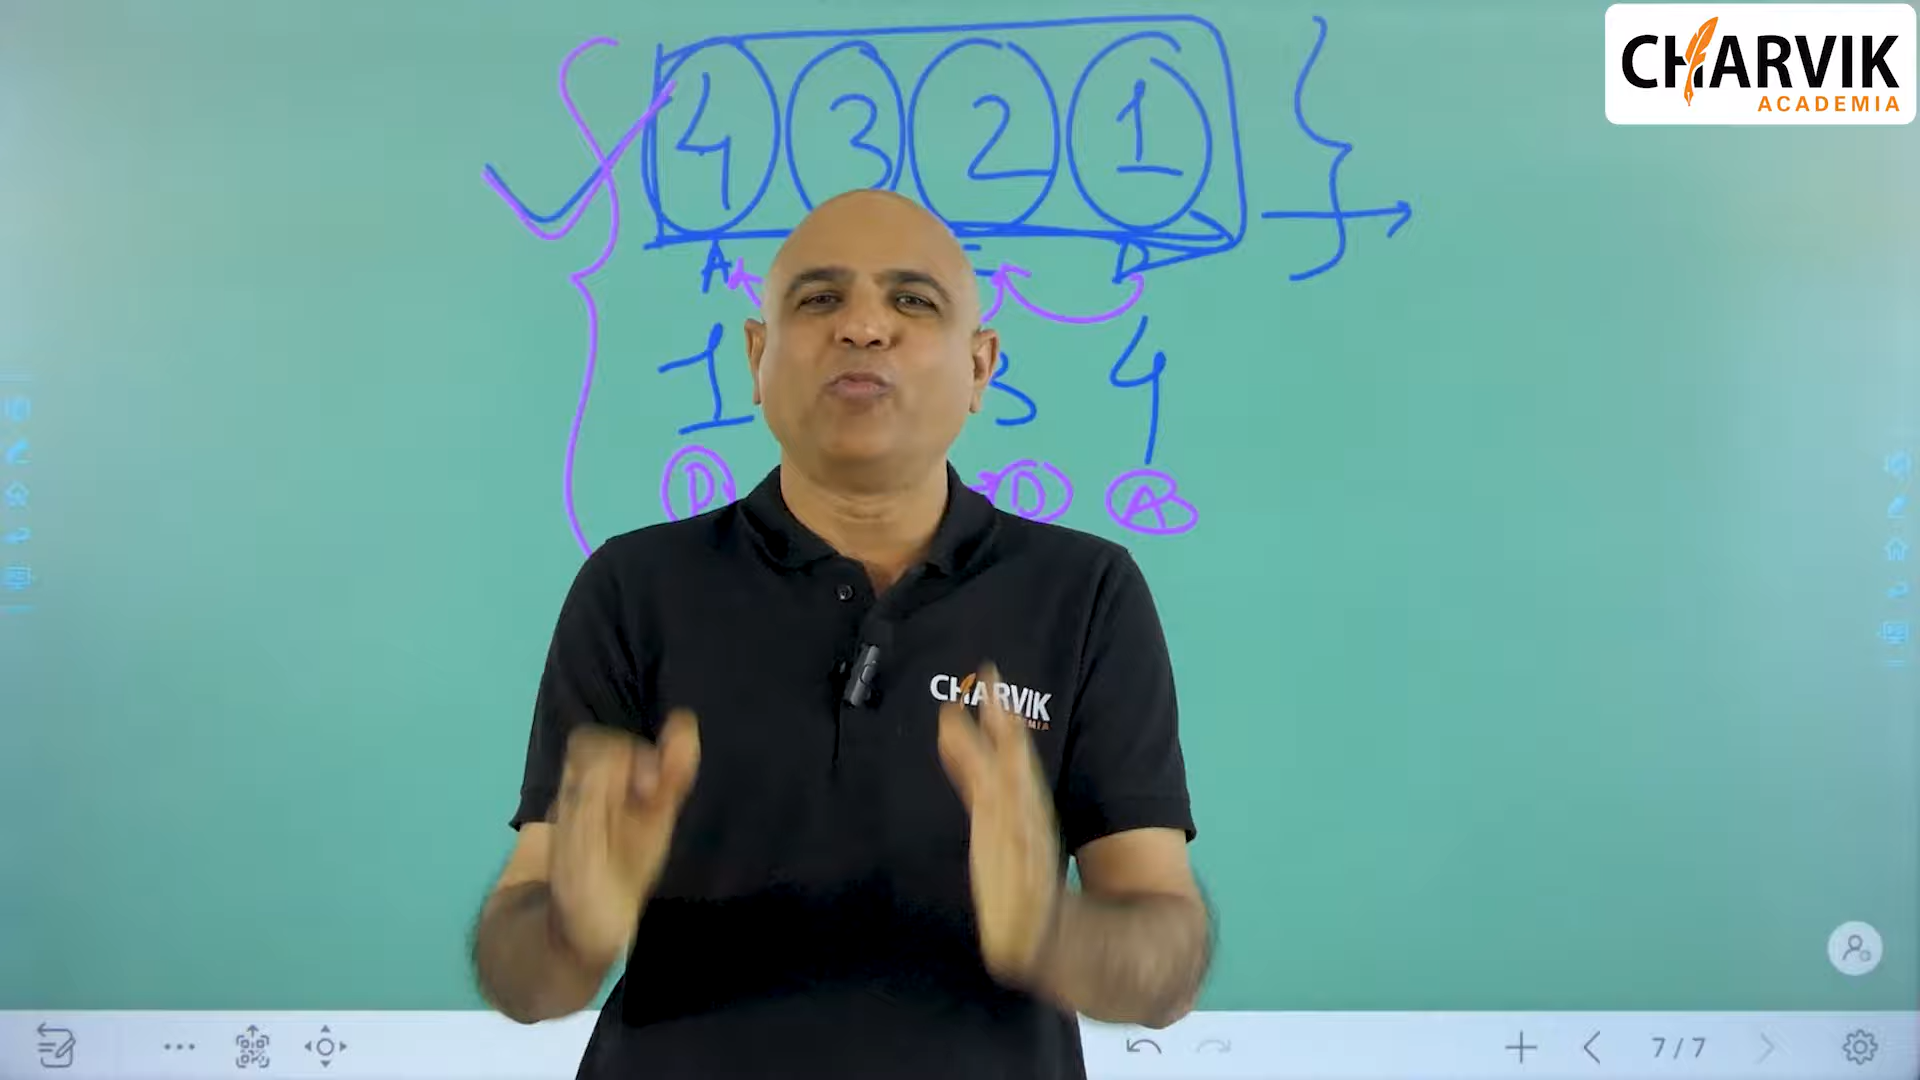 CHARVIK
ACADEMIA
4 3 2 1
A D
1 3 4
D D A
CHARVIK
7/7